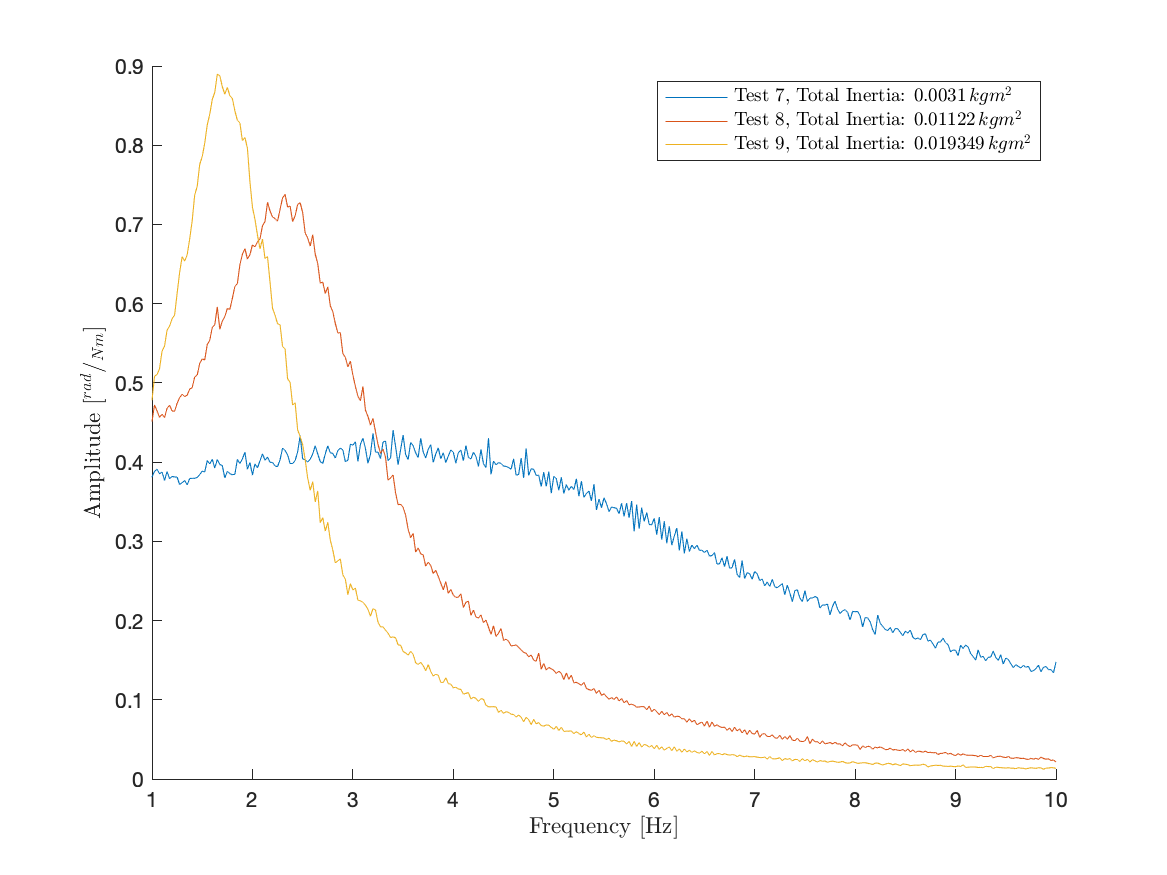 0.9
0.8
0.7
0.6
0.5
0.4
0.3
0.2
0.1
0
Amplitude [rad/Nm]
Test 7, Total Inertia: 0.0031 kgm²
Test 8, Total Inertia: 0.01122 kgm²
Test 9, Total Inertia: 0.019349 kgm²
1 2 3 4 5 6 7 8 9 10
Frequency [Hz]